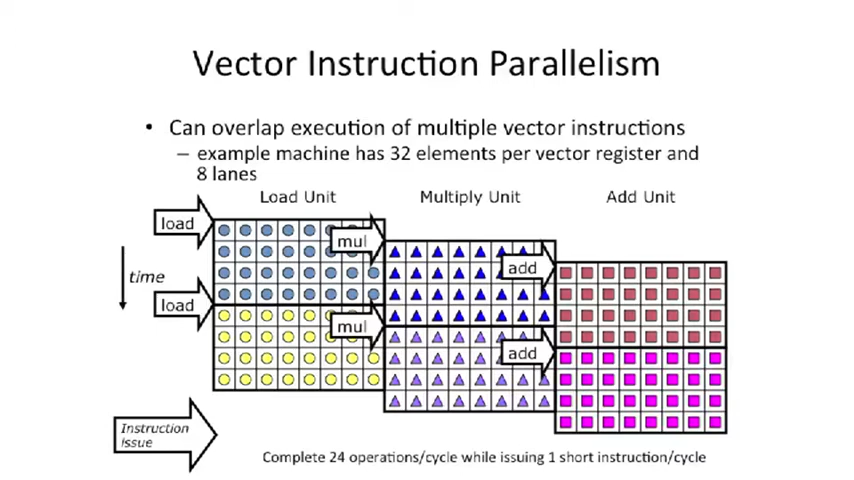 Vector Instruction Parallelism
• Can overlap execution of multiple vector instructions
– example machine has 32 elements per vector register and
8 lanes
Load Unit Multiply Unit Add Unit
load
mul
add
time
load
mul
add
Instruction
issue
Complete 24 operations/cycle while issuing 1 short instruction/cycle